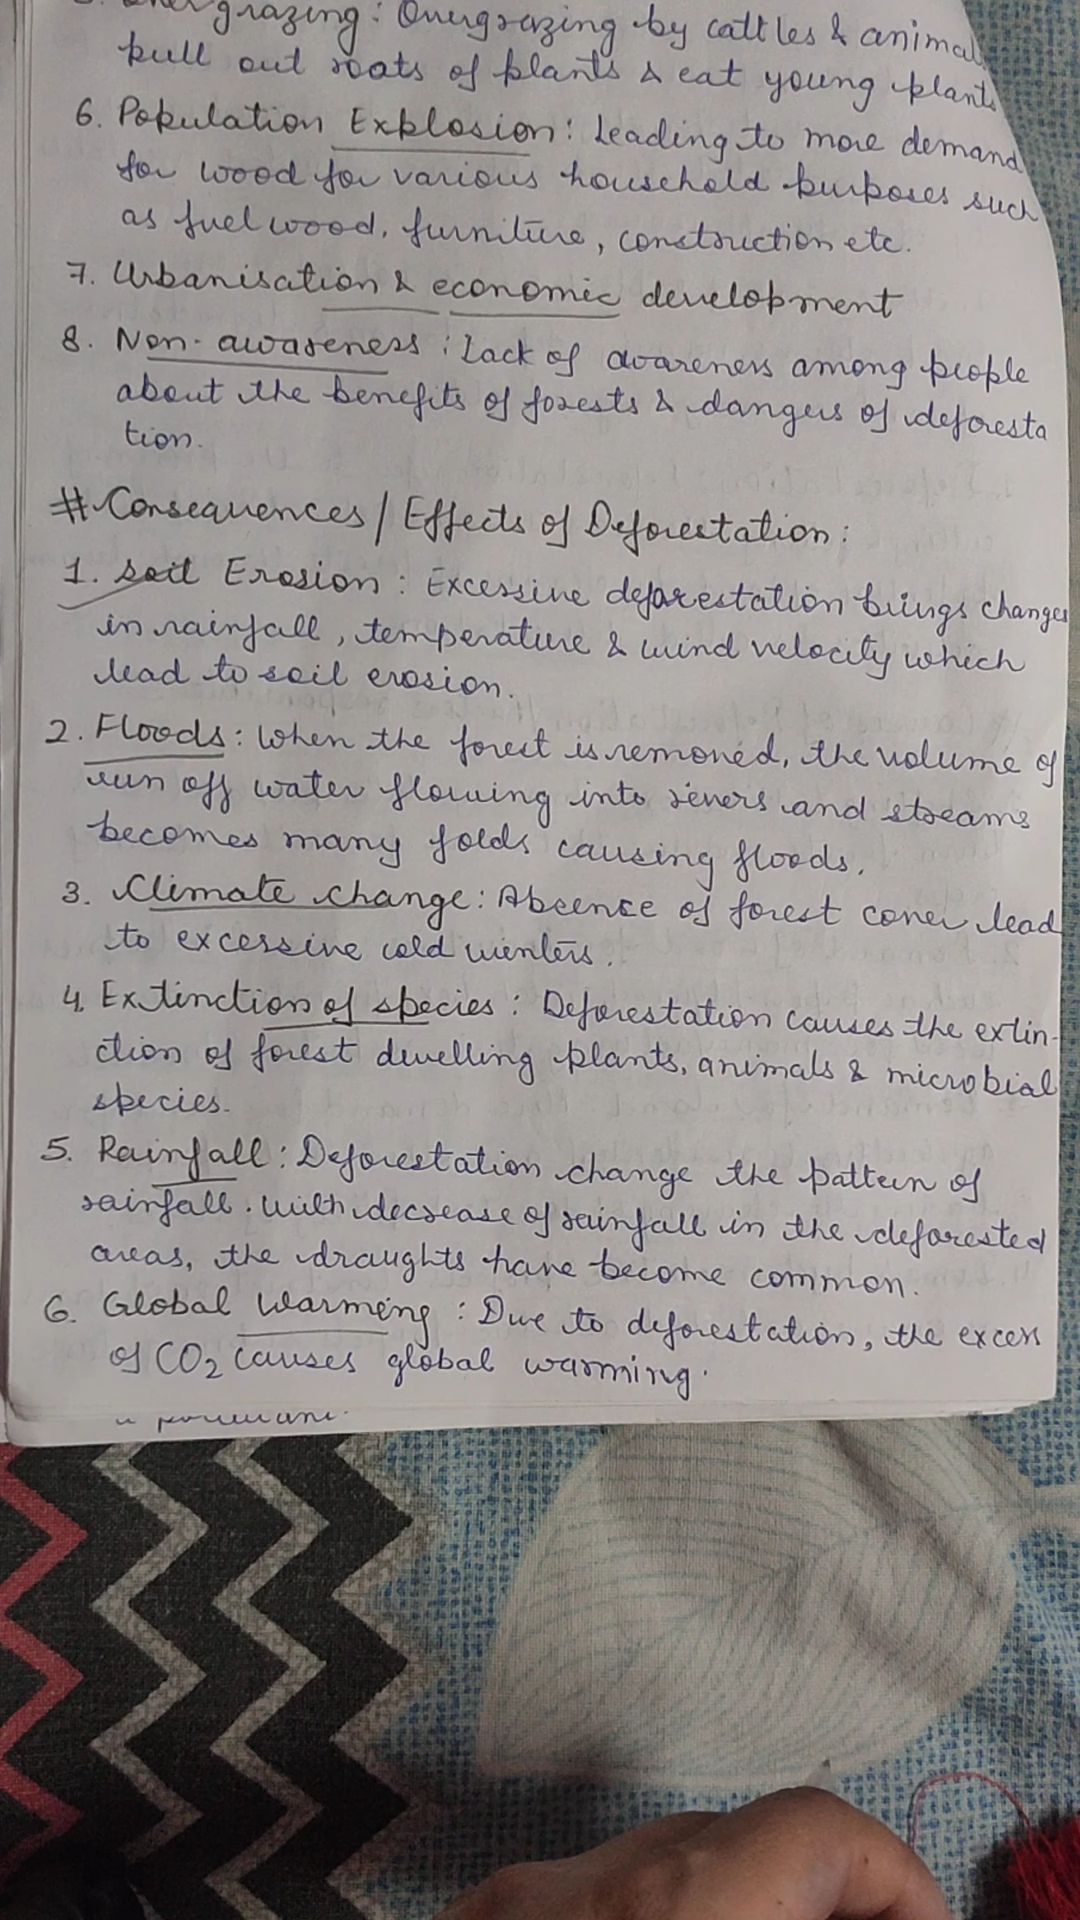 Overgrazing: Overgrazing by cattles & animal
pull out roots of plants & eat young plants
6. Population Explosion: Leading to more demand
for wood for various household purposes such
as fuel wood, furniture, construction etc.
7. Urbanisation & economic development
8. Non-awareness: Lack of awareness among people
about the benefits of forests & dangers of deforesta
tion.
# Consequences/Effects of Deforestation:
1. Soil Erosion: Excessive deforestation brings changes
in rainfall, temperature & wind velocity which
lead to soil erosion.
2. Floods: When the forest is removed, the volume of
run off water flowing into rivers and streams
becomes many folds causing floods.
3. Climate change: Absence of forest cover lead
to excessive cold winters.
4. Extinction of species: Deforestation causes the extin-
ction of forest dwelling plants, animals & microbial
species.
5. Rainfall: Deforestation change the pattern of
rainfall. With decrease of rainfall in the deforested
areas, the draughts have become common.
6. Global Warming: Due to deforestation, the excess
of CO2 causes global warming.